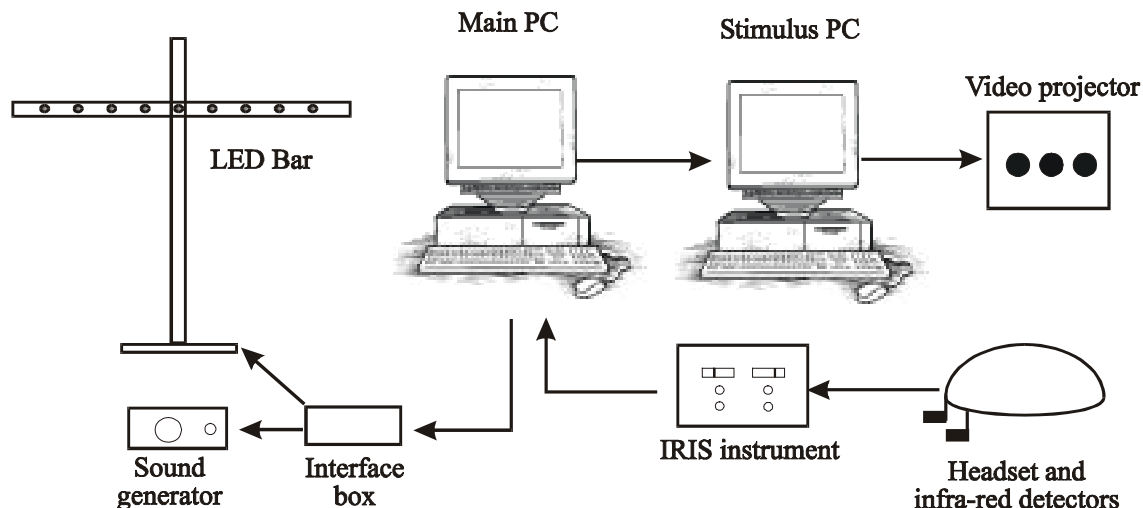 Main PC
Stimulus PC
Video projector
LED Bar
IRIS instrument
Sound
generator
Interface
box
Headset and
infra-red detectors